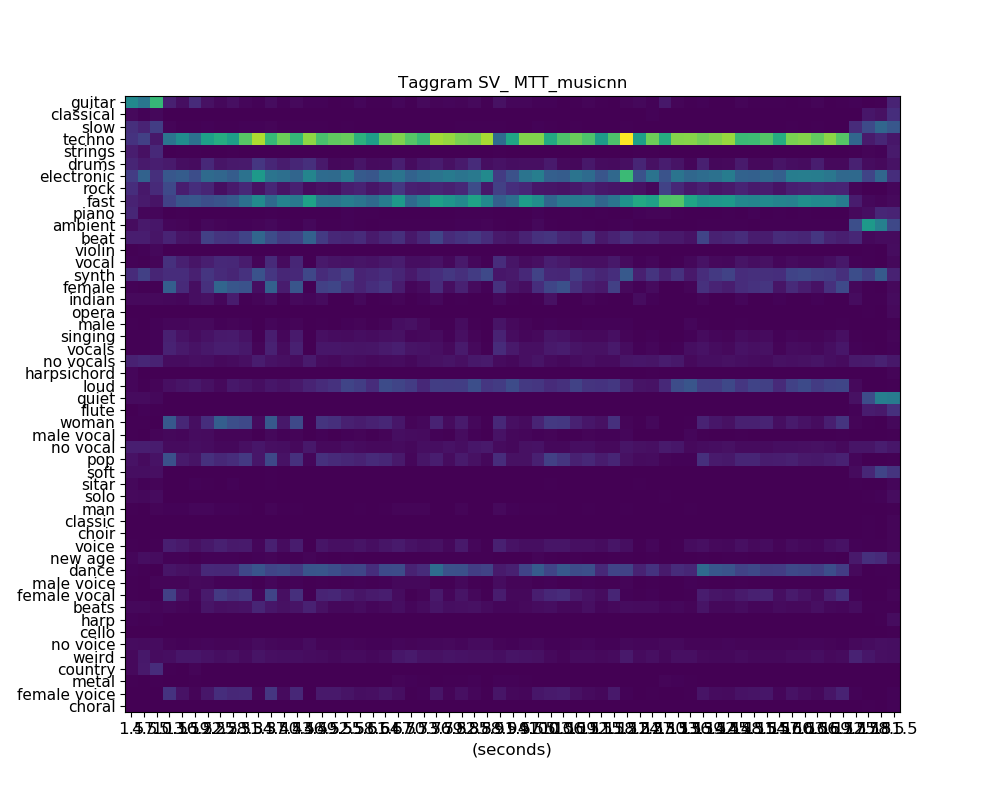 Taggram SV_ MTT_musicnn
guitar
classical
slow
techno
strings
drums
electronic
rock
fast
piano
ambient
beat
violin
vocal
synth
female
indian
opera
male
singing
vocals
no vocals
harpsichord
loud
quiet
flute
woman
male vocal
no vocal
pop
soft
sitar
solo
man
classic
choir
voice
new age
dance
male voice
female vocal
beats
harp
cello
no voice
weird
country
metal
female voice
choral
(seconds)